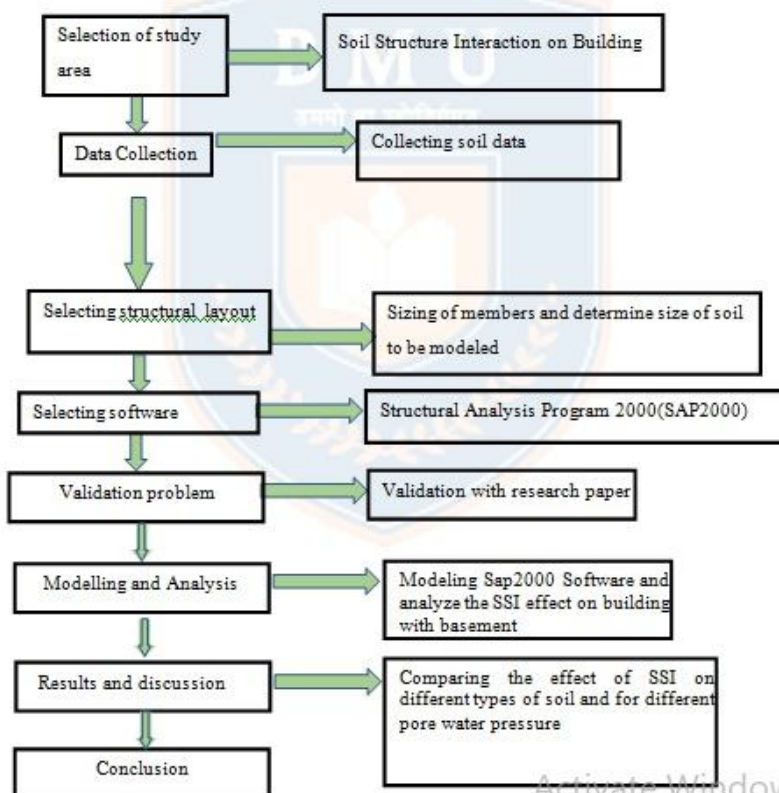 Selection of study
area
Soil Structure Interaction on Building
D M U
Data Collection
Collecting soil data
Selecting structural layout
Sizing of members and determine size of soil
to be modeled
Selecting software
Structural Analysis Program 2000(SAP2000)
Validation problem
Validation with research paper
Modelling and Analysis
Modeling Sap2000 Software and
analyze the SSI effect on building
with basement
Results and discussion
Comparing the effect of SSI on
different types of soil and for different
pore water pressure
Conclusion
Activate Window